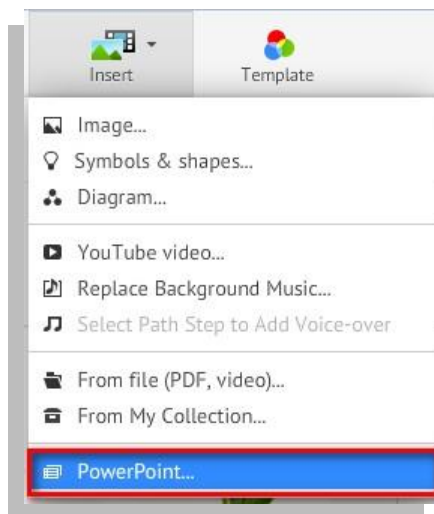 Insert Template
Image...
Symbols & shapes...
Diagram...
YouTube video...
Replace Background Music...
Select Path Step to Add Voice-over
From file (PDF, video)...
From My Collection...
PowerPoint...